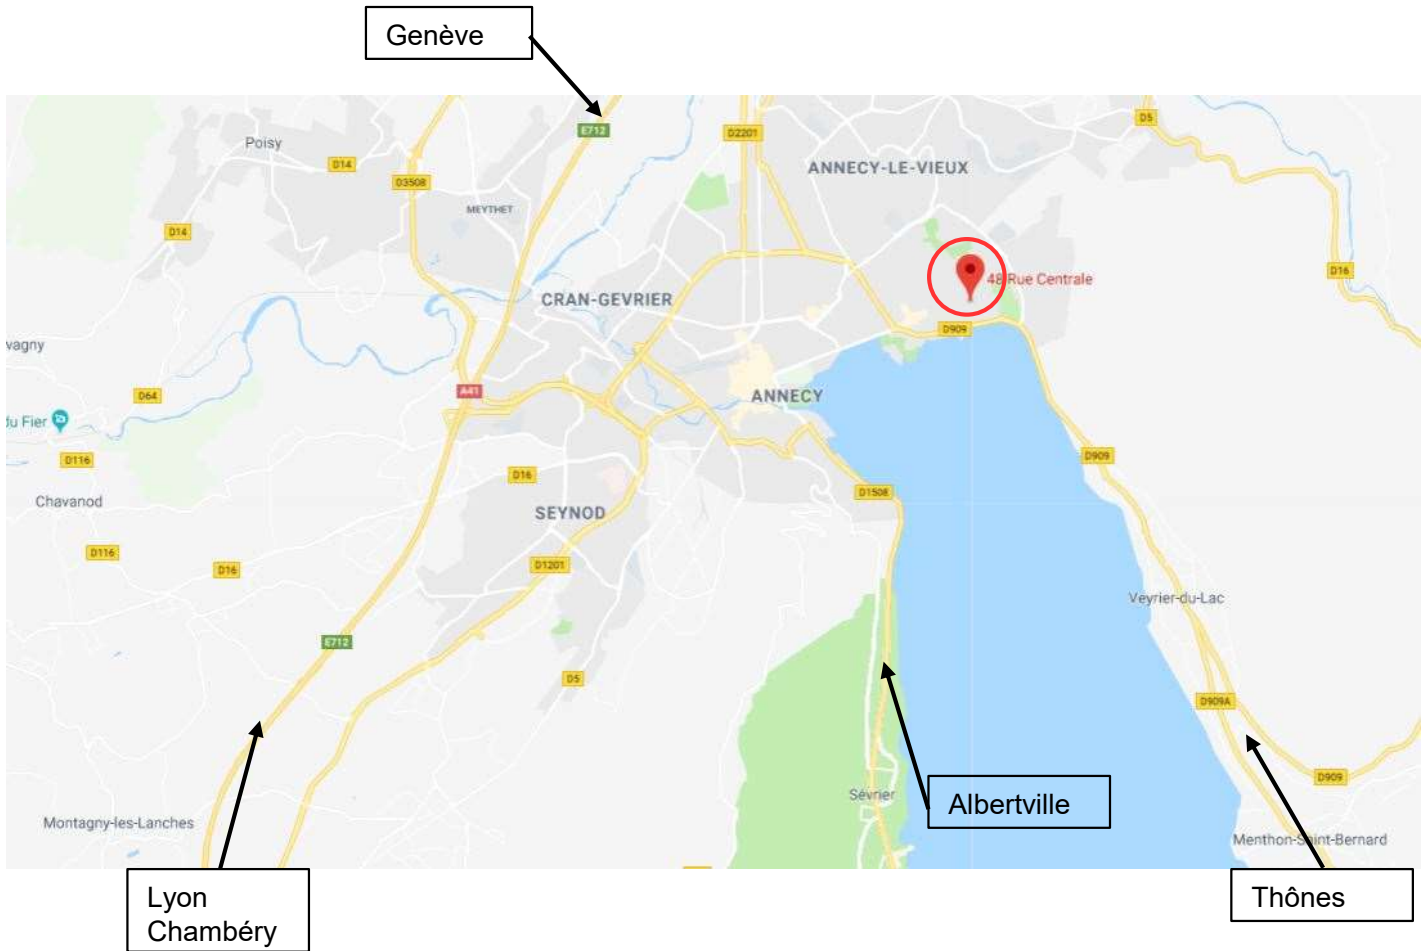 Genève
E712
D5
D2201
Poisy
D14
ANNECY-LE-VIEUX
D3508
MEYTHET
D14
D16
48 Rue Centrale
CRAN-GEVRIER
D909
vagny
A41
D64
ANNECY
du Fier
D116
D909
D16
D1508
Chavanod
SEYNOD
D116
D1201
D16
Veyrier-du-Lac
E712
D5
D909A
D909
Sévrier
Albertville
Montagny-les-Lanches
Menthon-Saint-Bernard
Lyon
Chambéry
Thônes